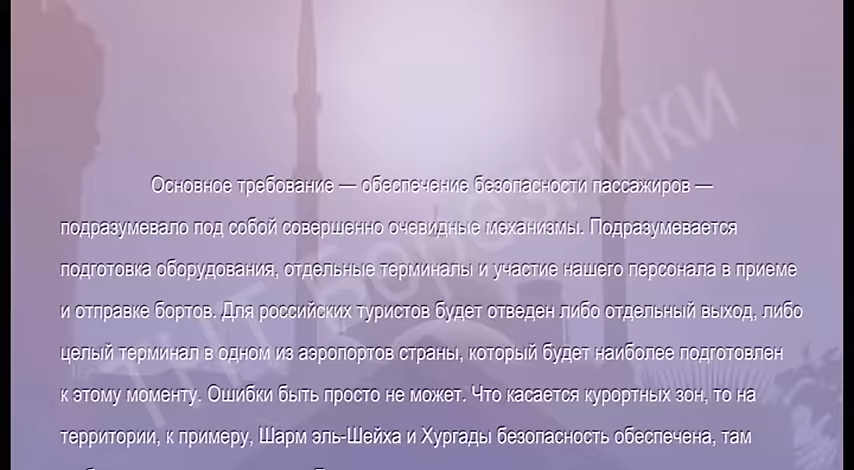 Основное требование — обеспечение безопасности пассажиров —
подразумевало под собой совершенно очевидные механизмы. Подразумевается
подготовка оборудования, отдельные терминалы и участие нашего персонала в приеме
и отправке бортов. Для российских туристов будет отведен либо отдельный выход, либо
целый терминал в одном из аэропортов страны, который будет наиболее подготовлен
к этому моменту. Ошибки быть просто не может. Что касается курортных зон, то на
территории, к примеру, Шарм эль-Шейха и Хургады безопасность обеспечена, там
ТНТ Березники